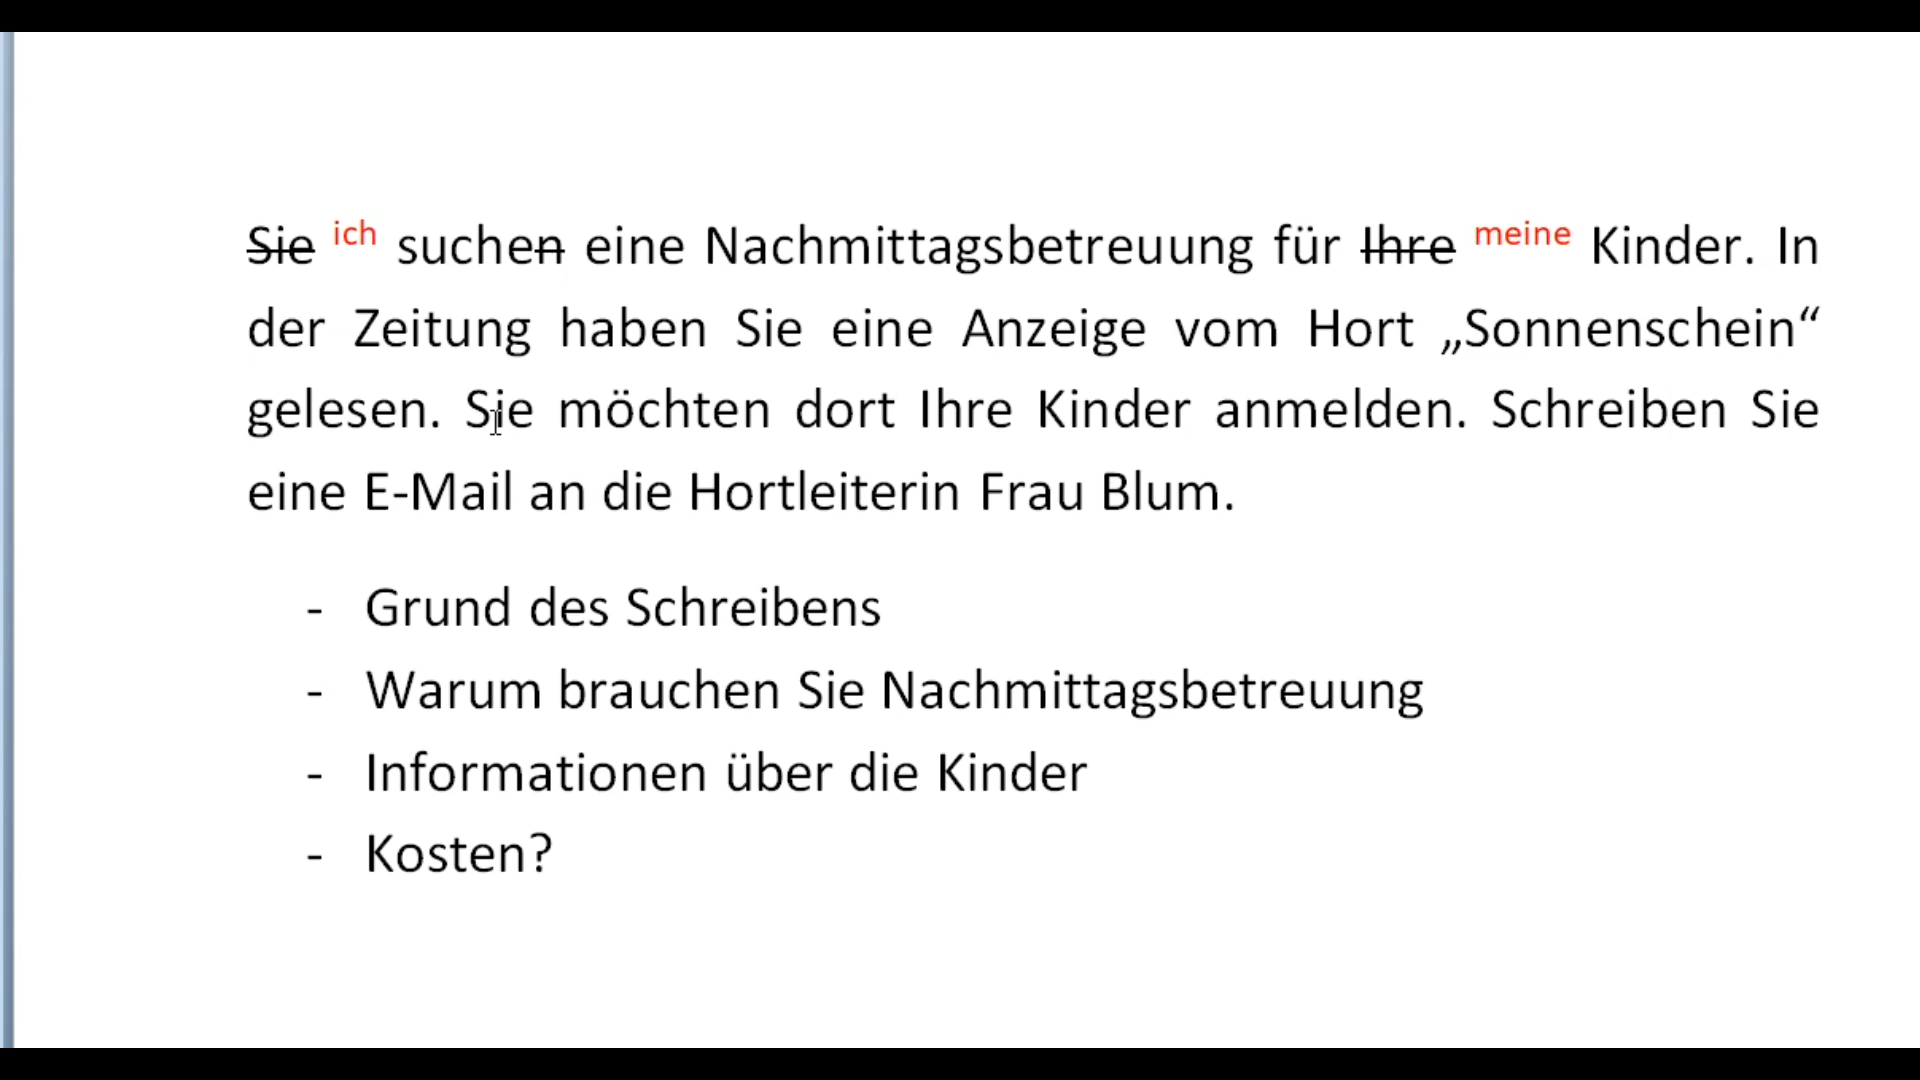 Sie ich suchen eine Nachmittagsbetreuung für Ihre meine Kinder. In
der Zeitung haben Sie eine Anzeige vom Hort „Sonnenschein“
gelesen. Sie möchten dort Ihre Kinder anmelden. Schreiben Sie
eine E-Mail an die Hortleiterin Frau Blum.
- Grund des Schreibens
- Warum brauchen Sie Nachmittagsbetreuung
- Informationen über die Kinder
- Kosten?